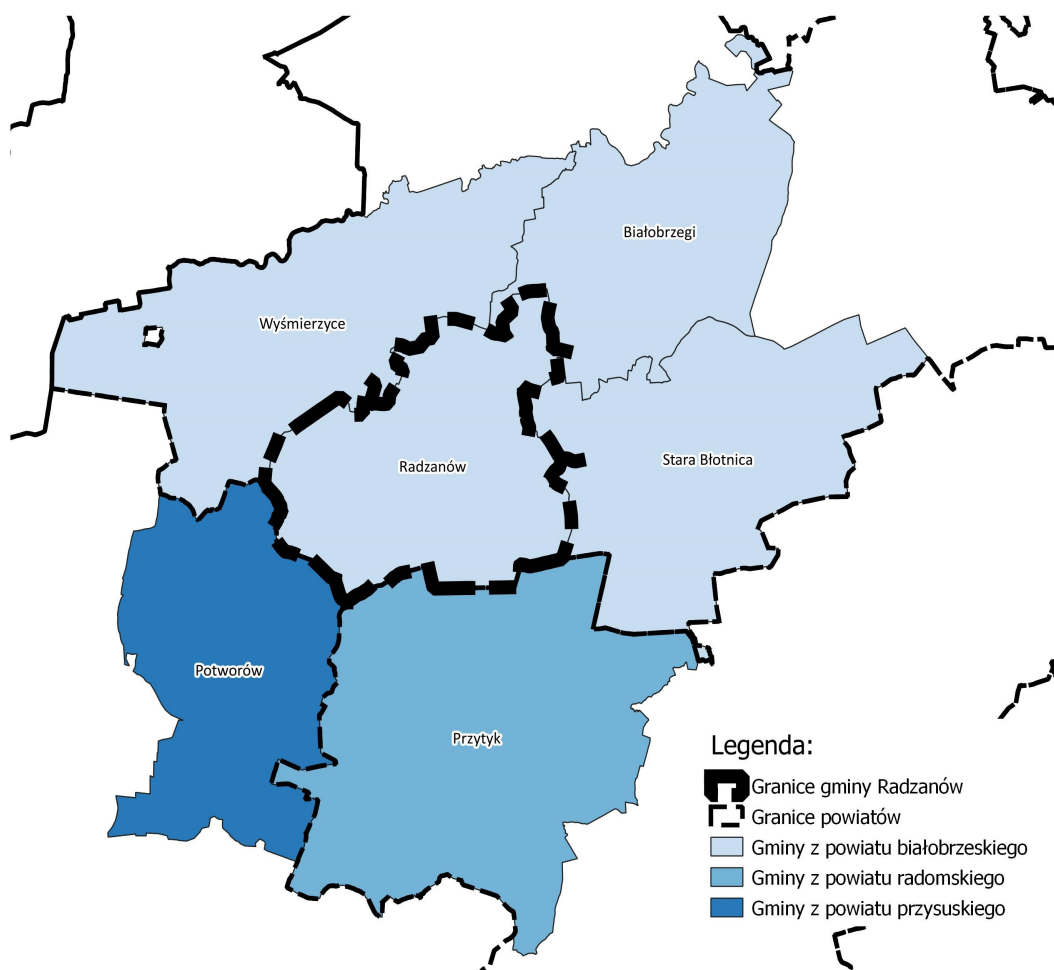 Białobrzegi
Wyśmierzyce
Radzanów
Stara Błotnica
Potworów
Przytyk
Legenda:
Granice gminy Radzanów
Granice powiatów
Gminy z powiatu białobrzeskiego
Gminy z powiatu radomskiego
Gminy z powiatu przysuskiego